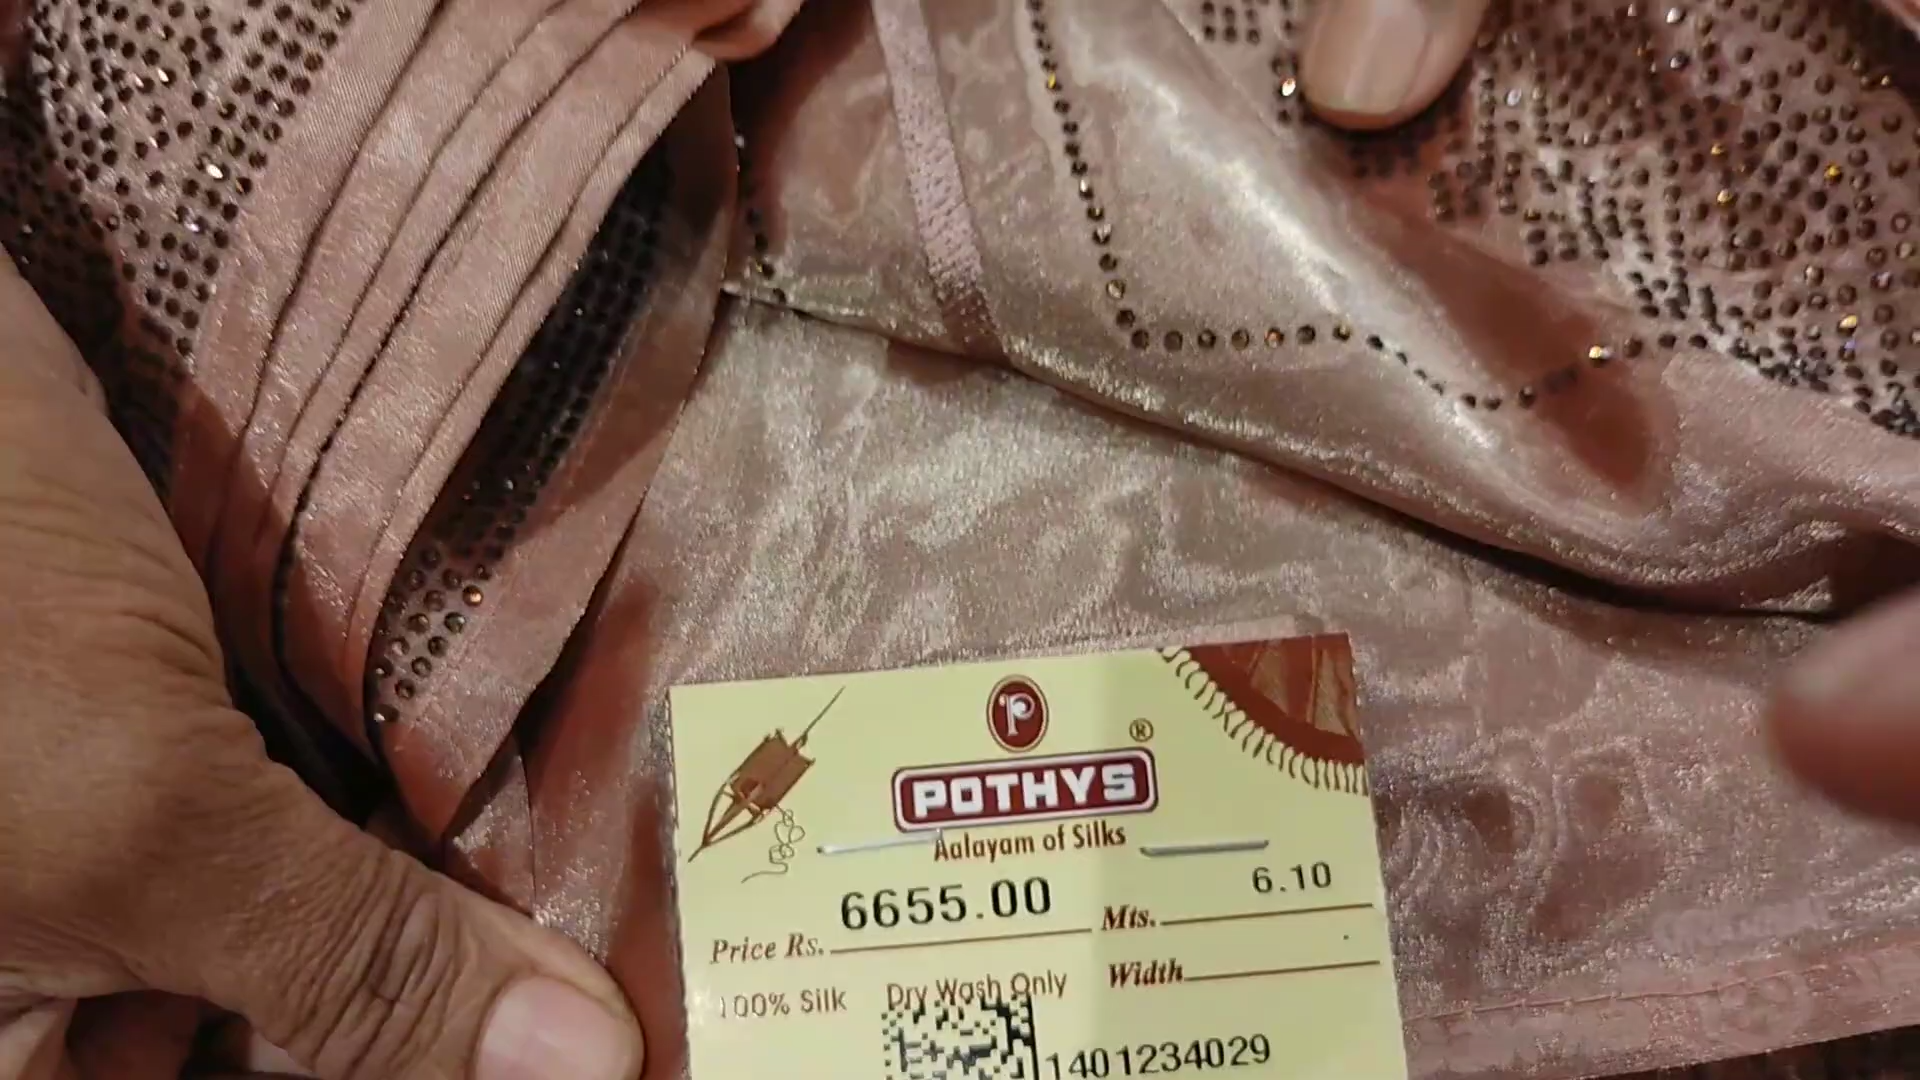 P
®
POTHYS
Aalayam of Silks
Price Rs. 6655.00 Mts. 6.10
100% Silk Dry Wash Only Width
1401234029